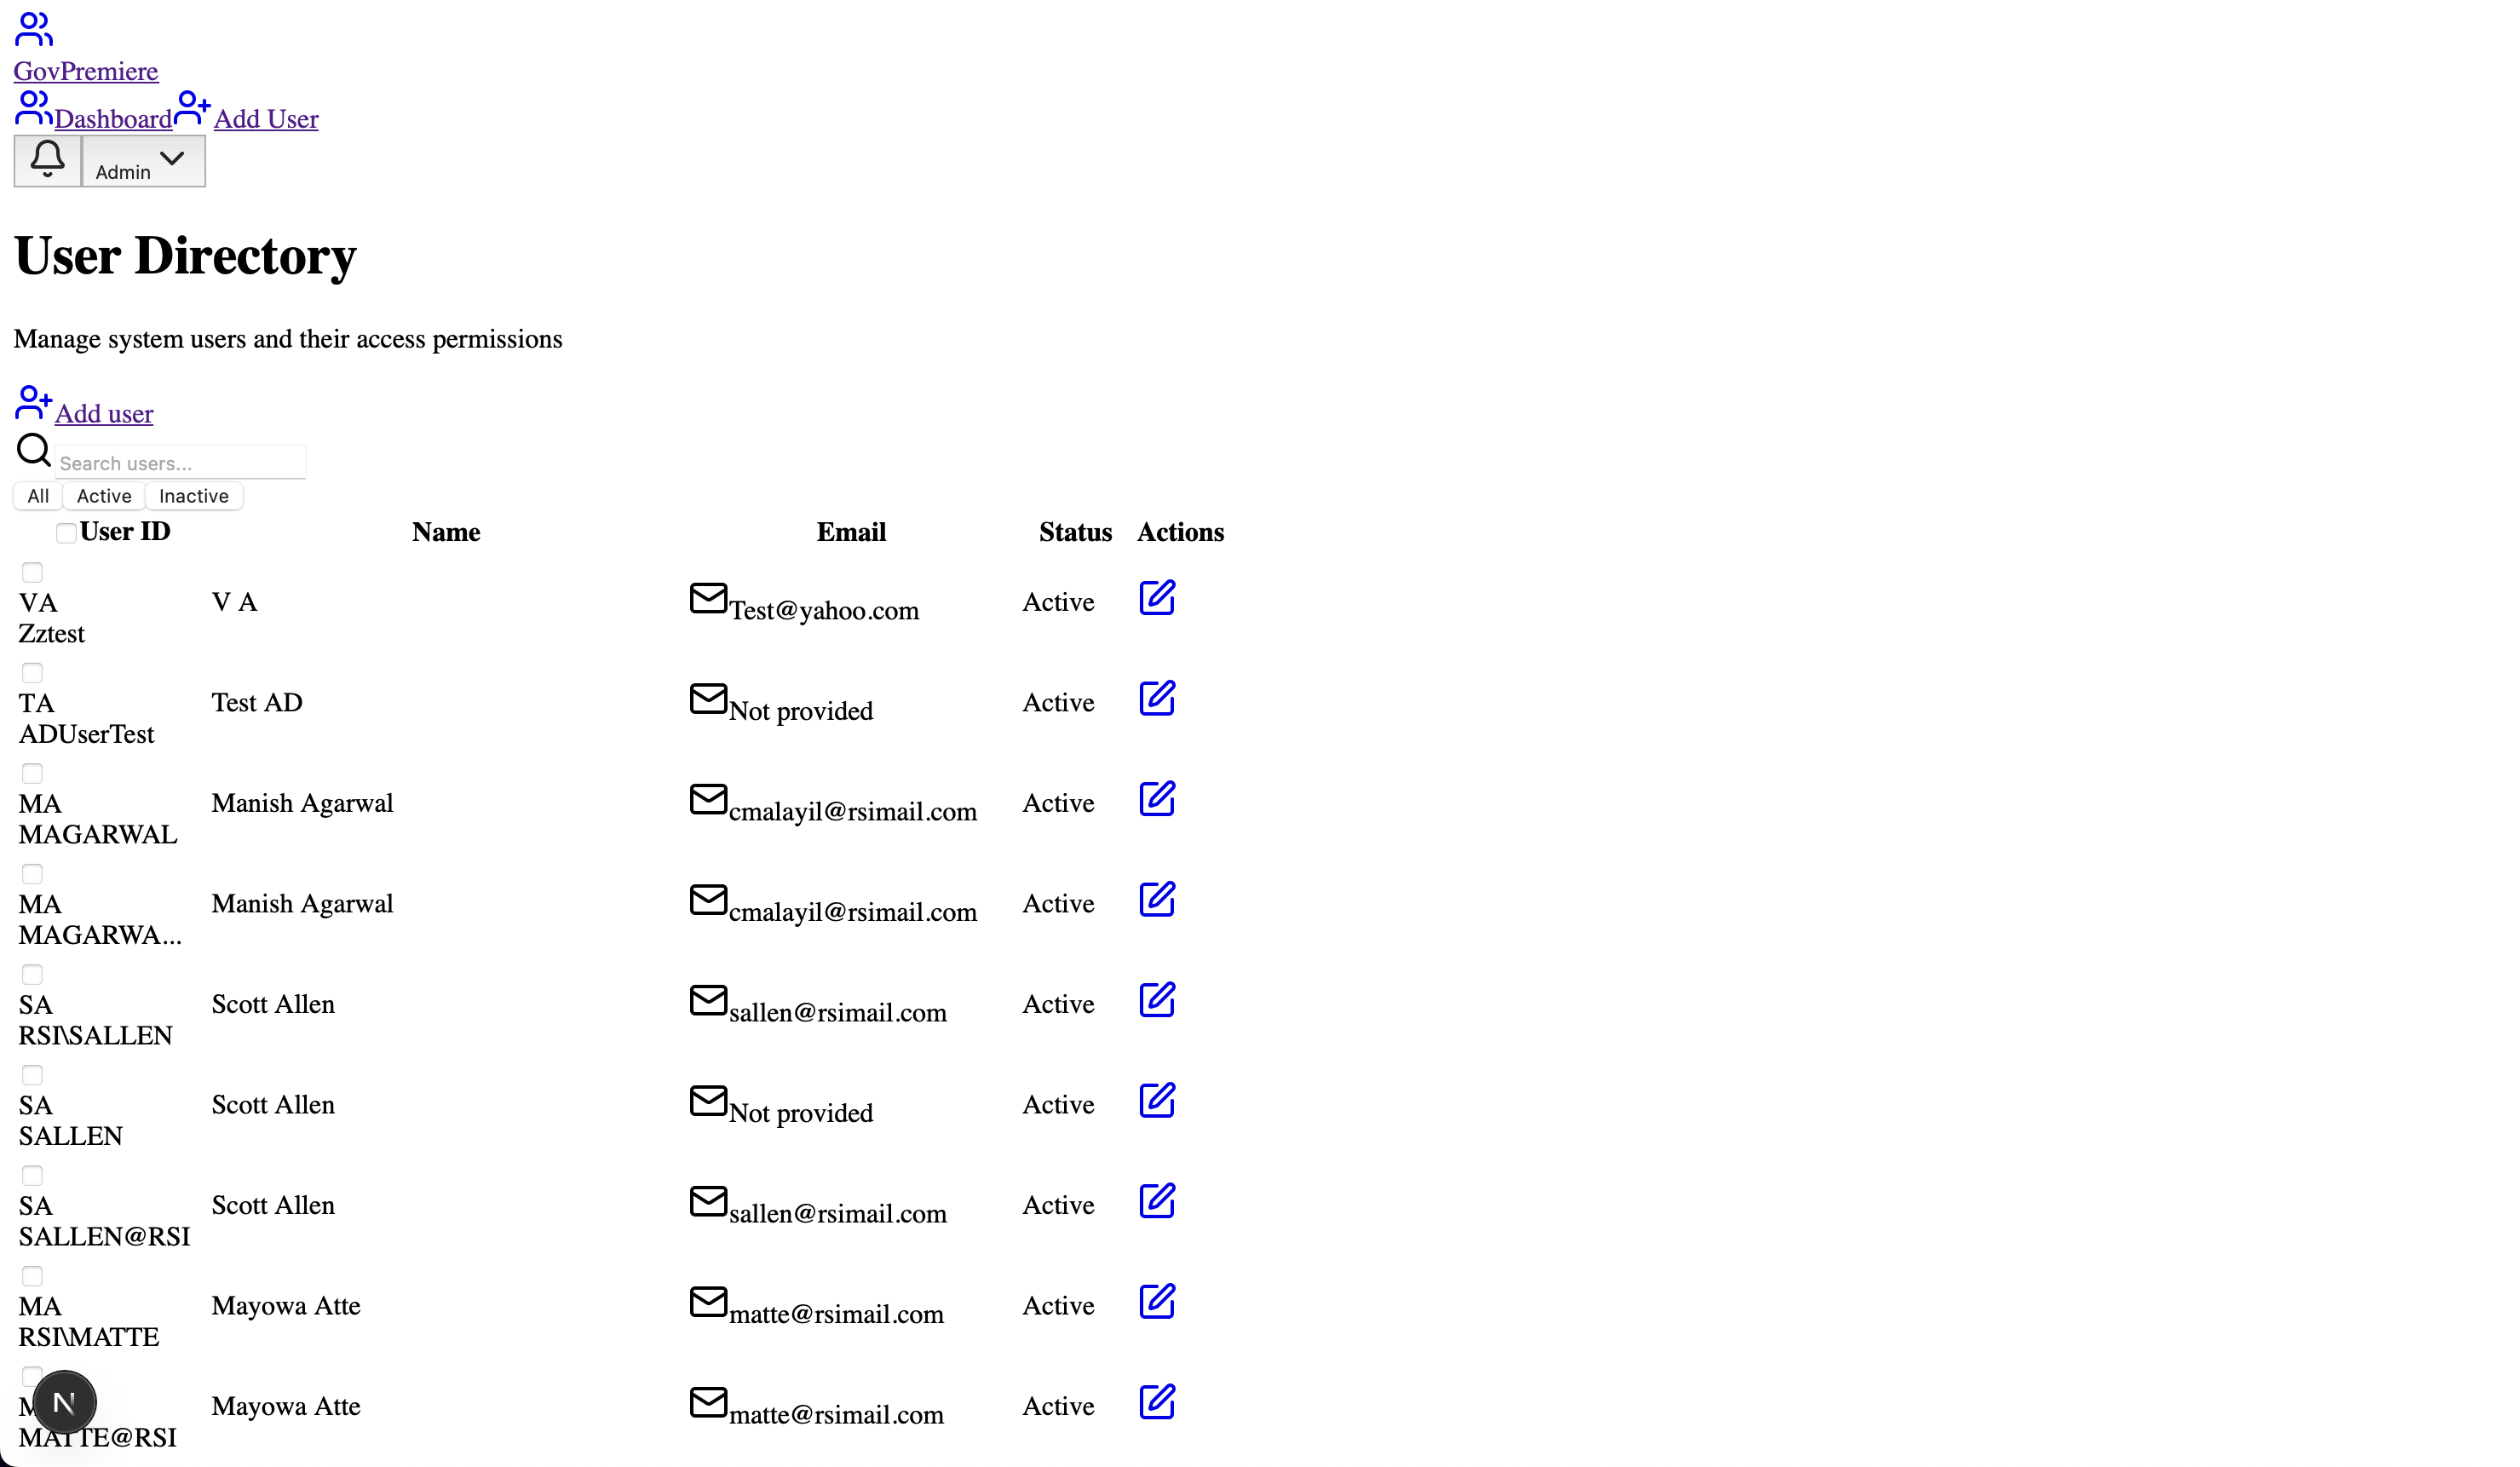 GovPremiere
Dashboard Add User
Admin
User Directory
Manage system users and their access permissions
Add user
Search users...
All Active Inactive
User ID Name Email Status Actions
VA
Zztest
V A
Test@yahoo.com
Active
TA
ADUserTest
Test AD
Not provided
Active
MA
MAGARWAL
Manish Agarwal
cmalayil@rsimail.com
Active
MA
MAGARWA...
Manish Agarwal
cmalayil@rsimail.com
Active
SA
RSI\SALLEN
Scott Allen
sallen@rsimail.com
Active
SA
SALLEN
Scott Allen
Not provided
Active
SA
SALLEN@RSI
Scott Allen
sallen@rsimail.com
Active
MA
RSI\MATTE
Mayowa Atte
matte@rsimail.com
Active
N
MATTE@RSI
Mayowa Atte
matte@rsimail.com
Active